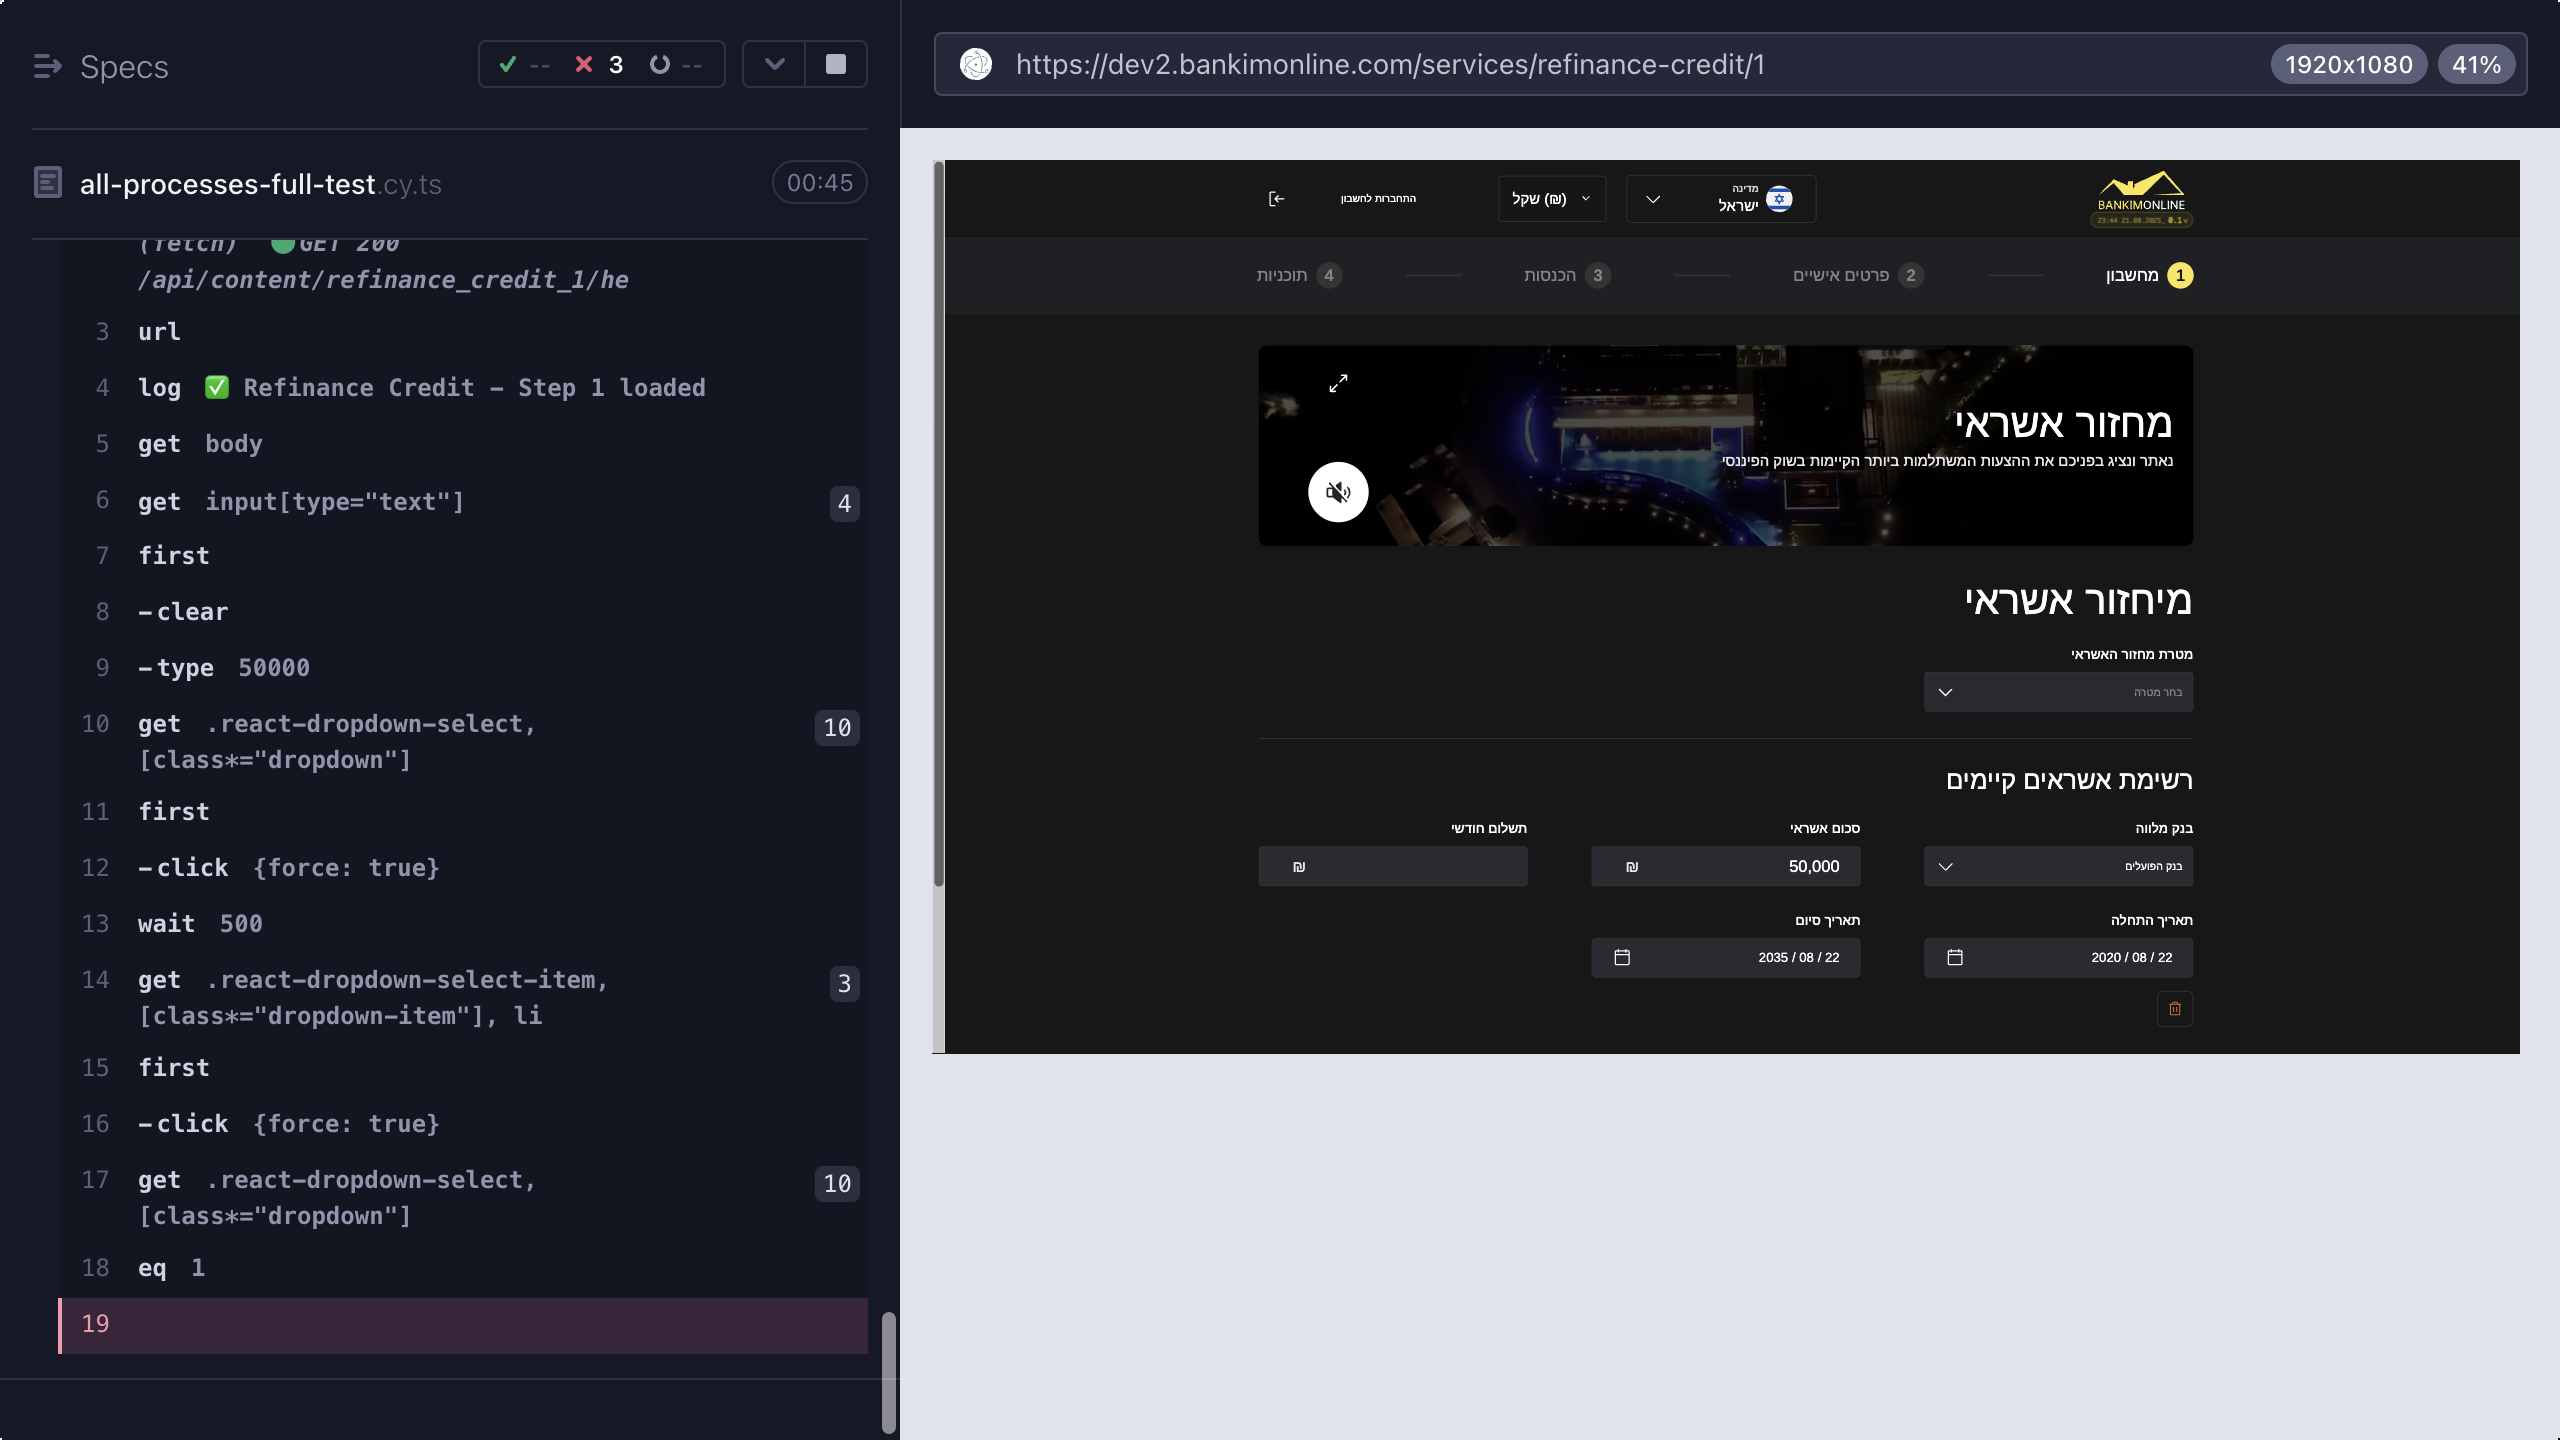 Specs
-- 3 --
all-processes-full-test.cy.ts
00:45
(fetch) GET 200
/api/content/refinance_credit_1/he
3 url
4 log ✅ Refinance Credit - Step 1 loaded
5 get body
6 get input[type="text"] 4
7 first
8 -clear
9 -type 50000
10 get .react-dropdown-select, 10
[class*="dropdown"]
11 first
12 -click {force: true}
13 wait 500
14 get .react-dropdown-select-item, 3
[class*="dropdown-item"], li
15 first
16 -click {force: true}
17 get .react-dropdown-select, 10
[class*="dropdown"]
18 eq 1
19
https://dev2.bankimonline.com/services/refinance-credit/1
1920x1080 41%
BANKIMONLINE
23:44 21.08.2025. 0.1v
מדינה
ישראל
שקל (₪)
התחברות לחשבון
1 מחשבון
2 פרטים אישיים
3 הכנסות
4 תוכניות
מחזור אשראי
נאתר ונציג בפניכם את ההצעות המשתלמות ביותר הקיימות בשוק הפיננסי
מיחזור אשראי
מטרת מחזור האשראי
בחר מטרה
רשימת אשראים קיימים
בנק מלווה
סכום אשראי
תשלום חודשי
בנק הפועלים
50,000 ₪
₪
תאריך התחלה
תאריך סיום
22 / 08 / 2020
22 / 08 / 2035